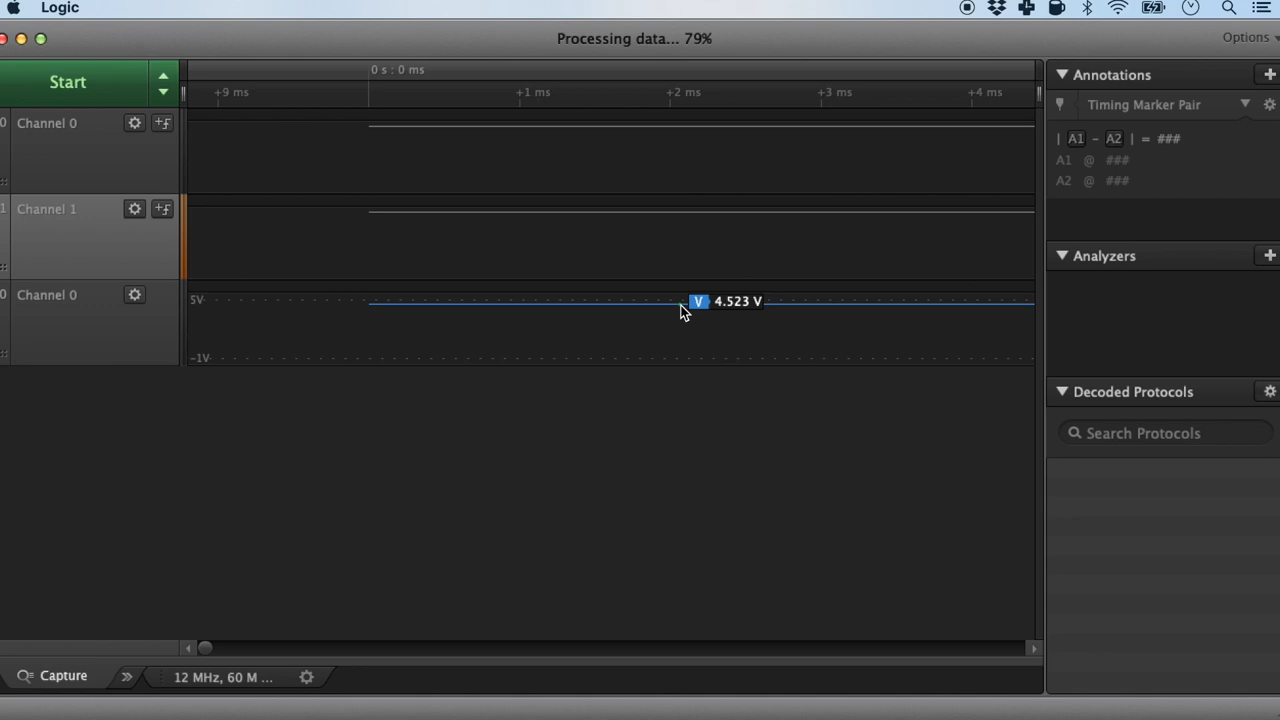 Logic
Processing data... 79%
Options
Start
0 s : 0 ms
+9 ms
+1 ms
+2 ms
+3 ms
+4 ms
0 Channel 0
1 Channel 1
0 Channel 0
5V
-1V
V 4.523 V
Annotations
Timing Marker Pair
| A1 - A2 | = ###
A1 @ ###
A2 @ ###
Analyzers
Decoded Protocols
Search Protocols
Capture
12 MHz, 60 M ...